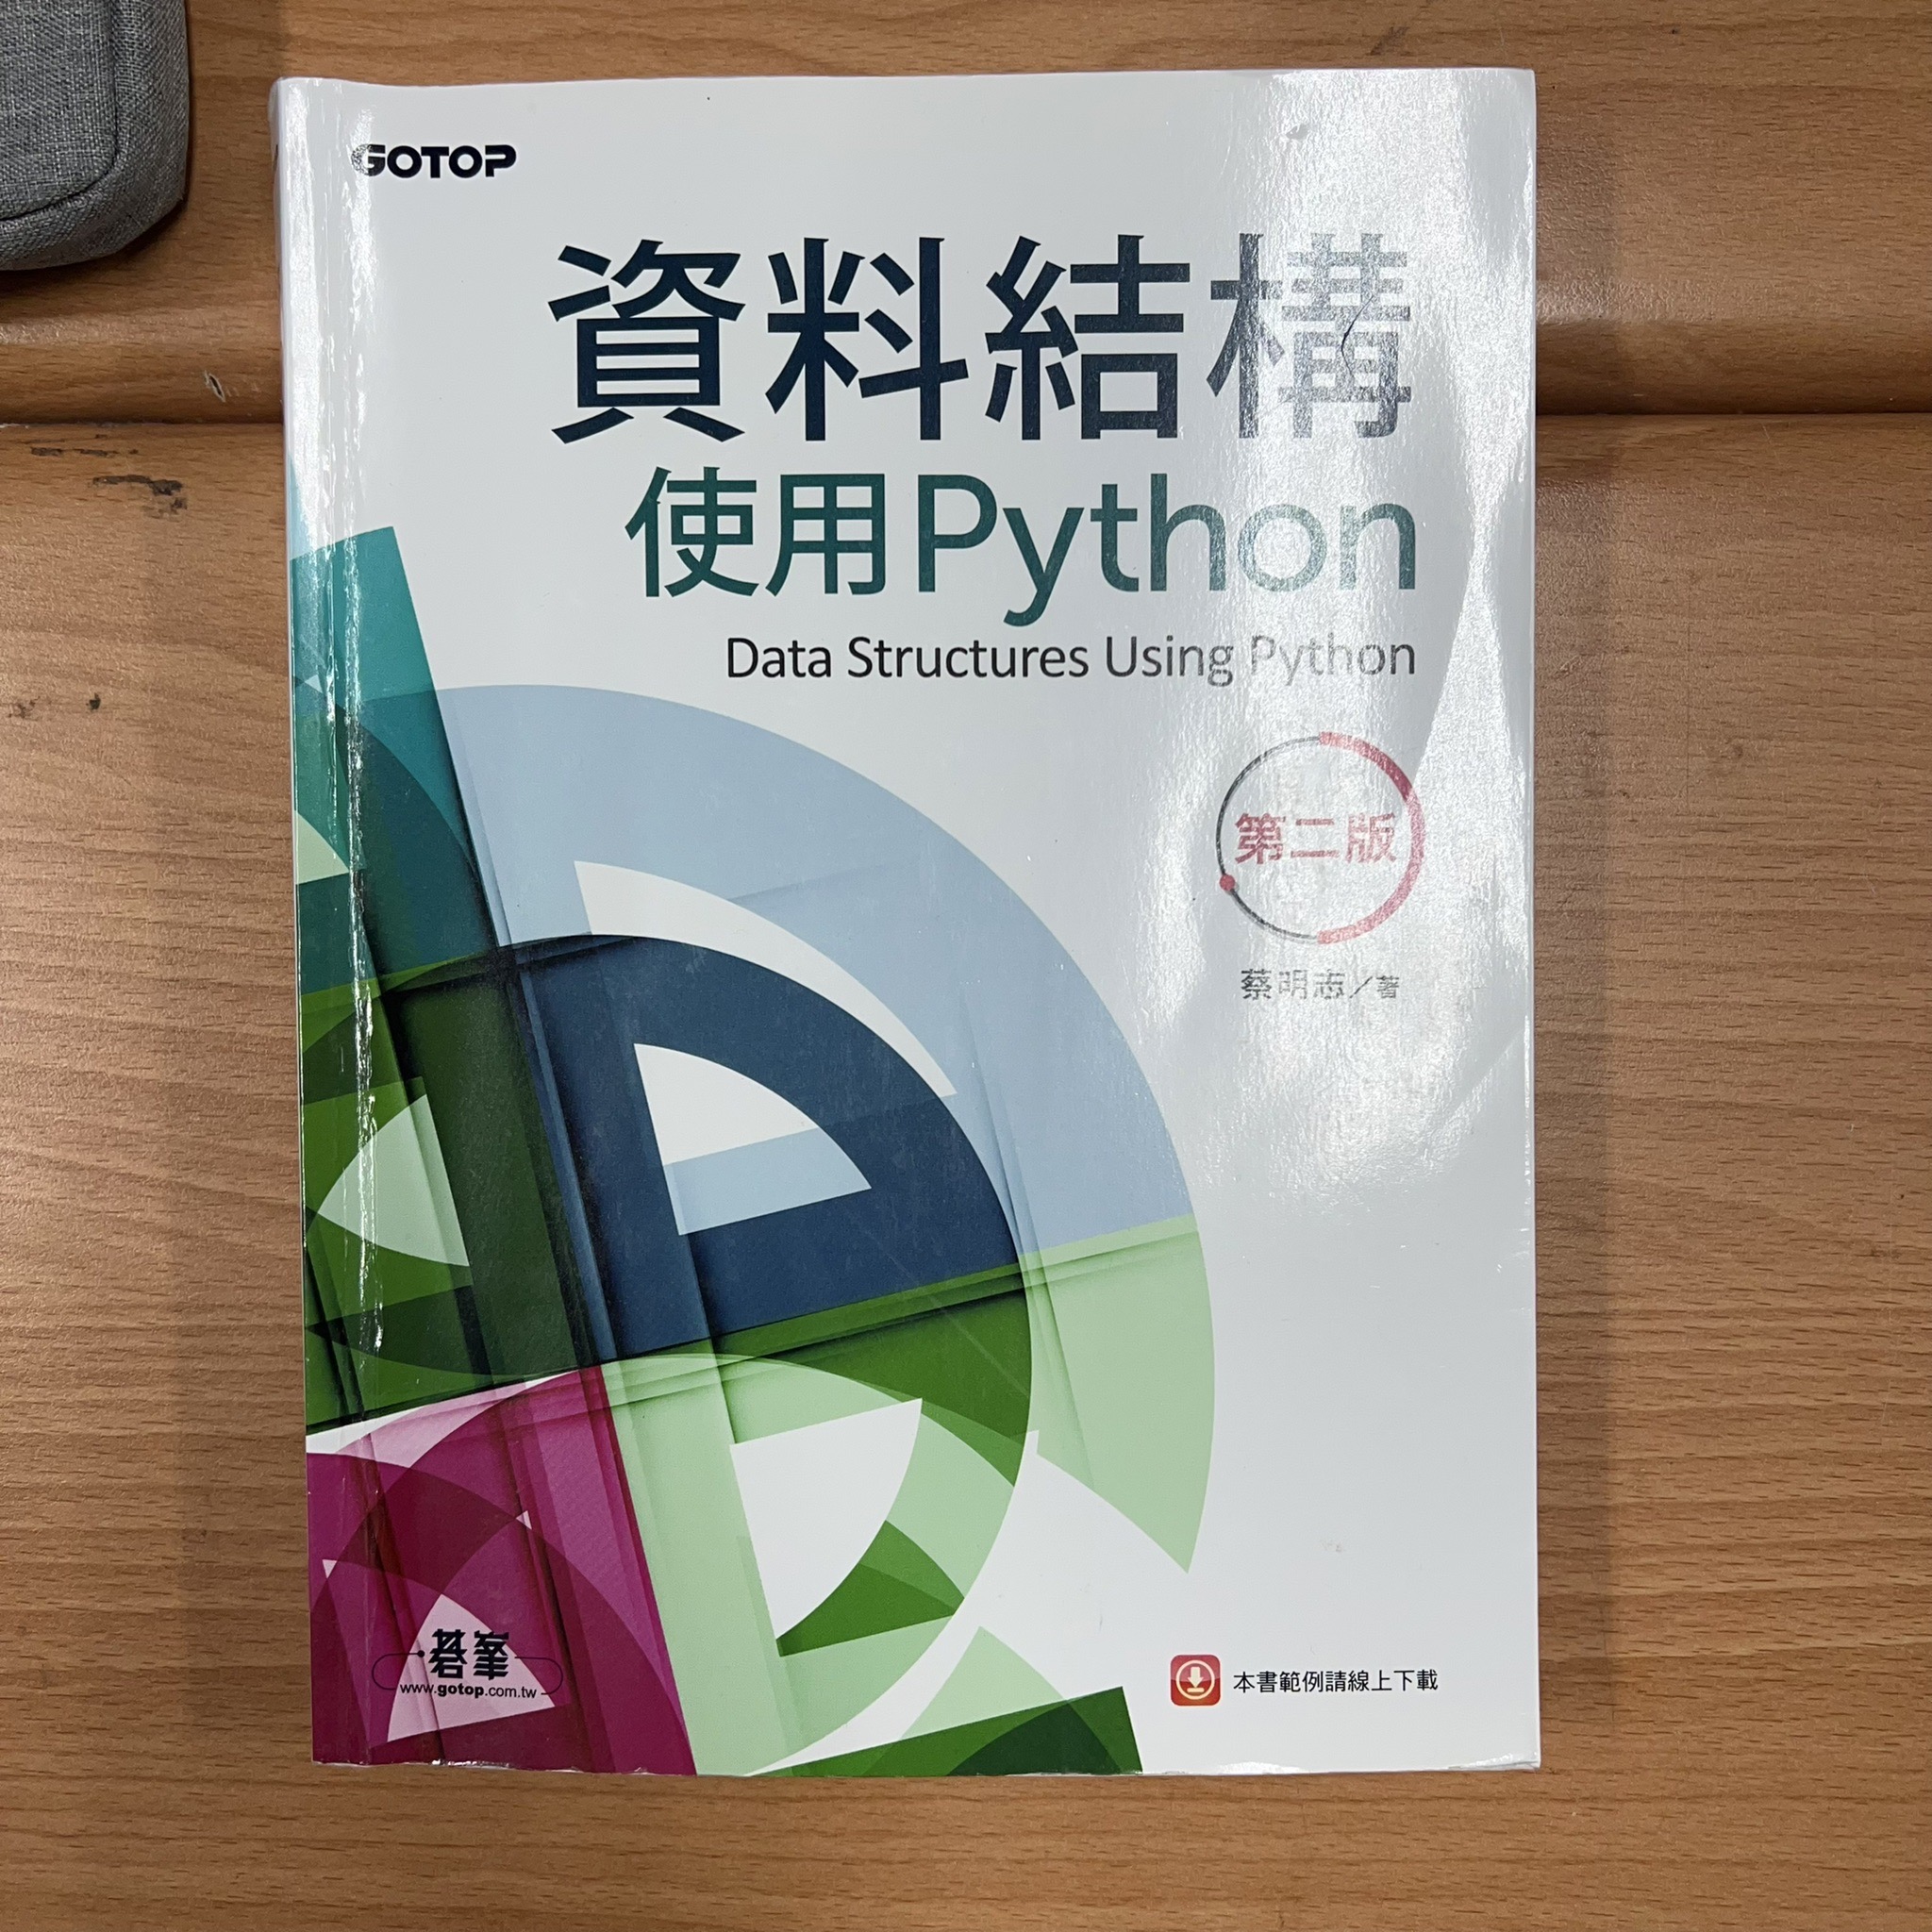 GOTOP
資料結構
使用Python
Data Structures Using Python
第二版
蔡明志／著
碁峯
www.gotop.com.tw
本書範例請線上下載